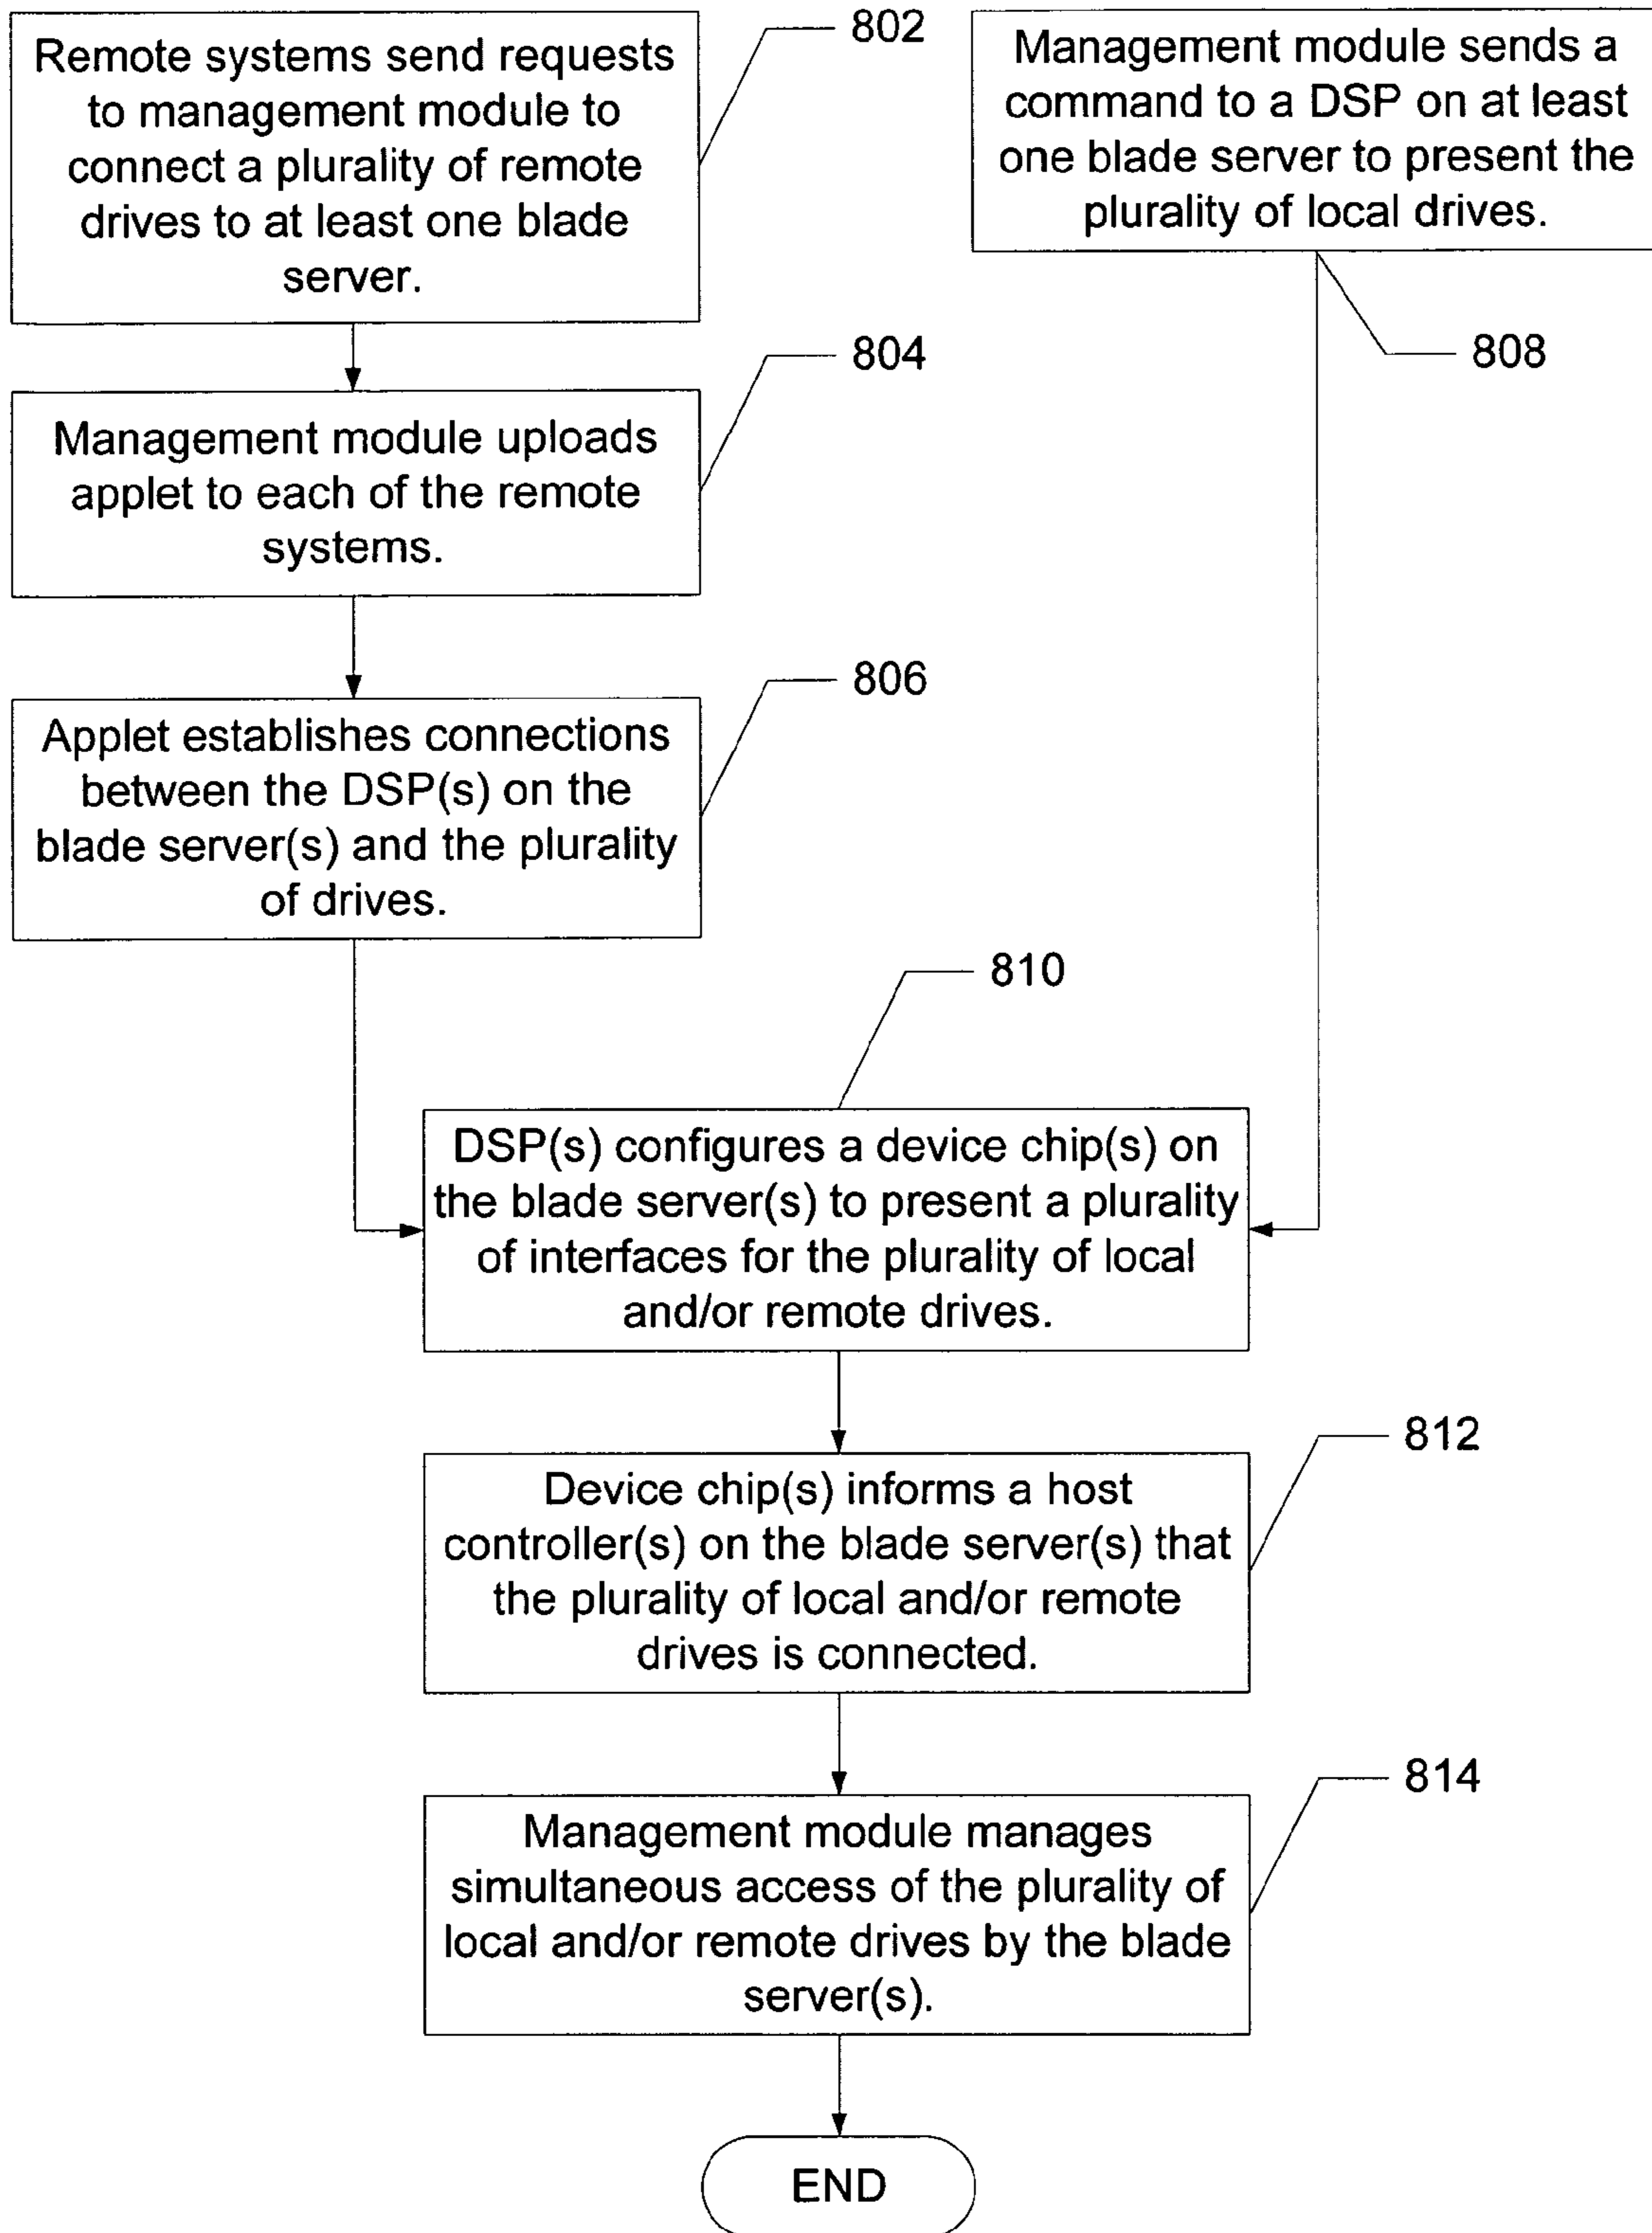 Remote systems send requests
to management module to
connect a plurality of remote
drives to at least one blade
server.
802
Management module sends a
command to a DSP on at least
one blade server to present the
plurality of local drives.
808
Management module uploads
applet to each of the remote
systems.
804
Applet establishes connections
between the DSP(s) on the
blade server(s) and the plurality
of drives.
806
810
DSP(s) configures a device chip(s) on
the blade server(s) to present a plurality
of interfaces for the plurality of local
and/or remote drives.
Device chip(s) informs a host
controller(s) on the blade server(s) that
the plurality of local and/or remote
drives is connected.
812
Management module manages
simultaneous access of the plurality of
local and/or remote drives by the blade
server(s).
814
END